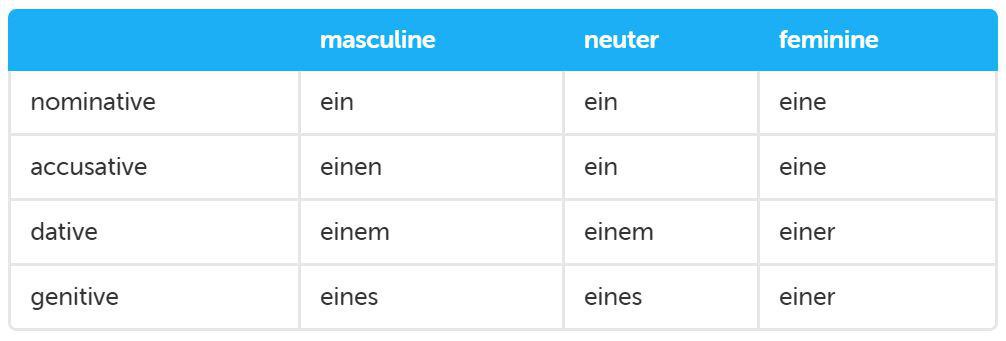 masculine neuter feminine
nominative ein ein eine
accusative einen ein eine
dative einem einem einer
genitive eines eines einer